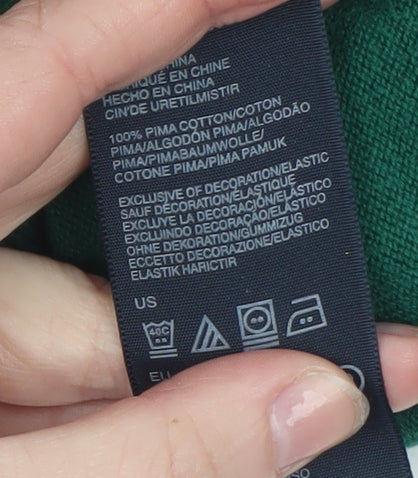 CHINA
HIQUÉ EN CHINE
HECHO EN CHINA
CIN'DE URETILMISTIR
100% PIMA COTTON/COTON
PIMA/ALGODÓN PIMA/ALGODÃO
PIMA/PIMABAUMWOLLE/
COTONE PIMA/PIMA PAMUK
EXCLUSIVE OF DECORATION/ELASTIC
SAUF DÉCORATION/ÉLASTIQUE
EXCLUYE LA DECORACIÓN/ELÁSTICO
EXCLUINDO DECORAÇÃO/ELÁSTICO
OHNE DEKORATION/GUMMIZUG
ECCETTO DECORAZIONE/ELASTICO
ELASTIK HARICTIR
US
40C
EU